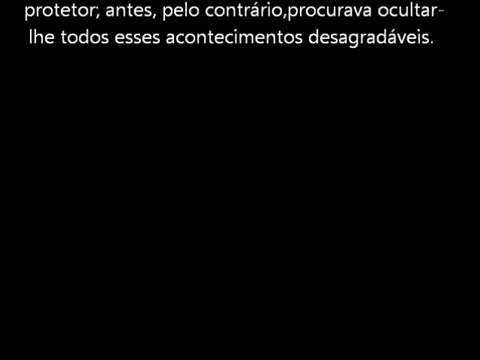 protetor; antes, pelo contrário,procurava ocultar-
lhe todos esses acontecimentos desagradáveis.